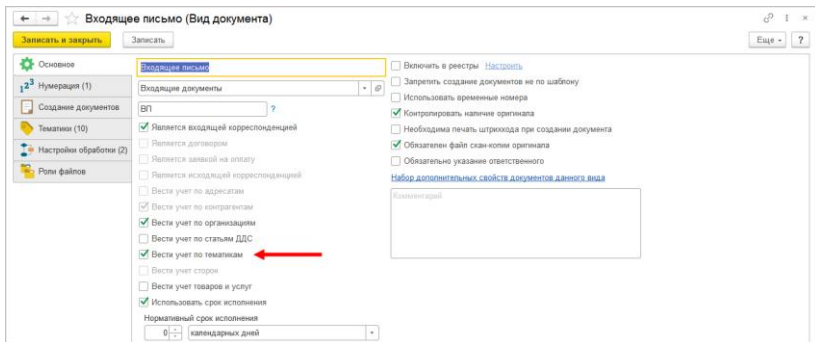 Входящее письмо (Вид документа)
Записать и закрыть
Записать
Еще
?
Основное
Нумерация (1)
Создание документов
Тематики (10)
Настройки обработки (2)
Роли файлов
Входящее письмо
Входящие документы
ВП
?
Является входящей корреспонденцией
Является договором
Является заявкой на оплату
Является исходящей корреспонденцией
Вести учет по адресатам
Вести учет по контрагентам
Вести учет по организациям
Вести учет по статьям ДДС
Вести учет по тематикам
Вести учет сторон
Вести учет товаров и услуг
Использовать срок исполнения
Нормативный срок исполнения
0
календарных дней
Включить в реестры Настроить
Запретить создание документов не по шаблону
Использовать временные номера
Контролировать наличие оригинала
Необходима печать штрихкода при создании документа
Обязателен файл скан-копии оригинала
Обязательно указание ответственного
Набор дополнительных свойств документов данного вида
Комментарий